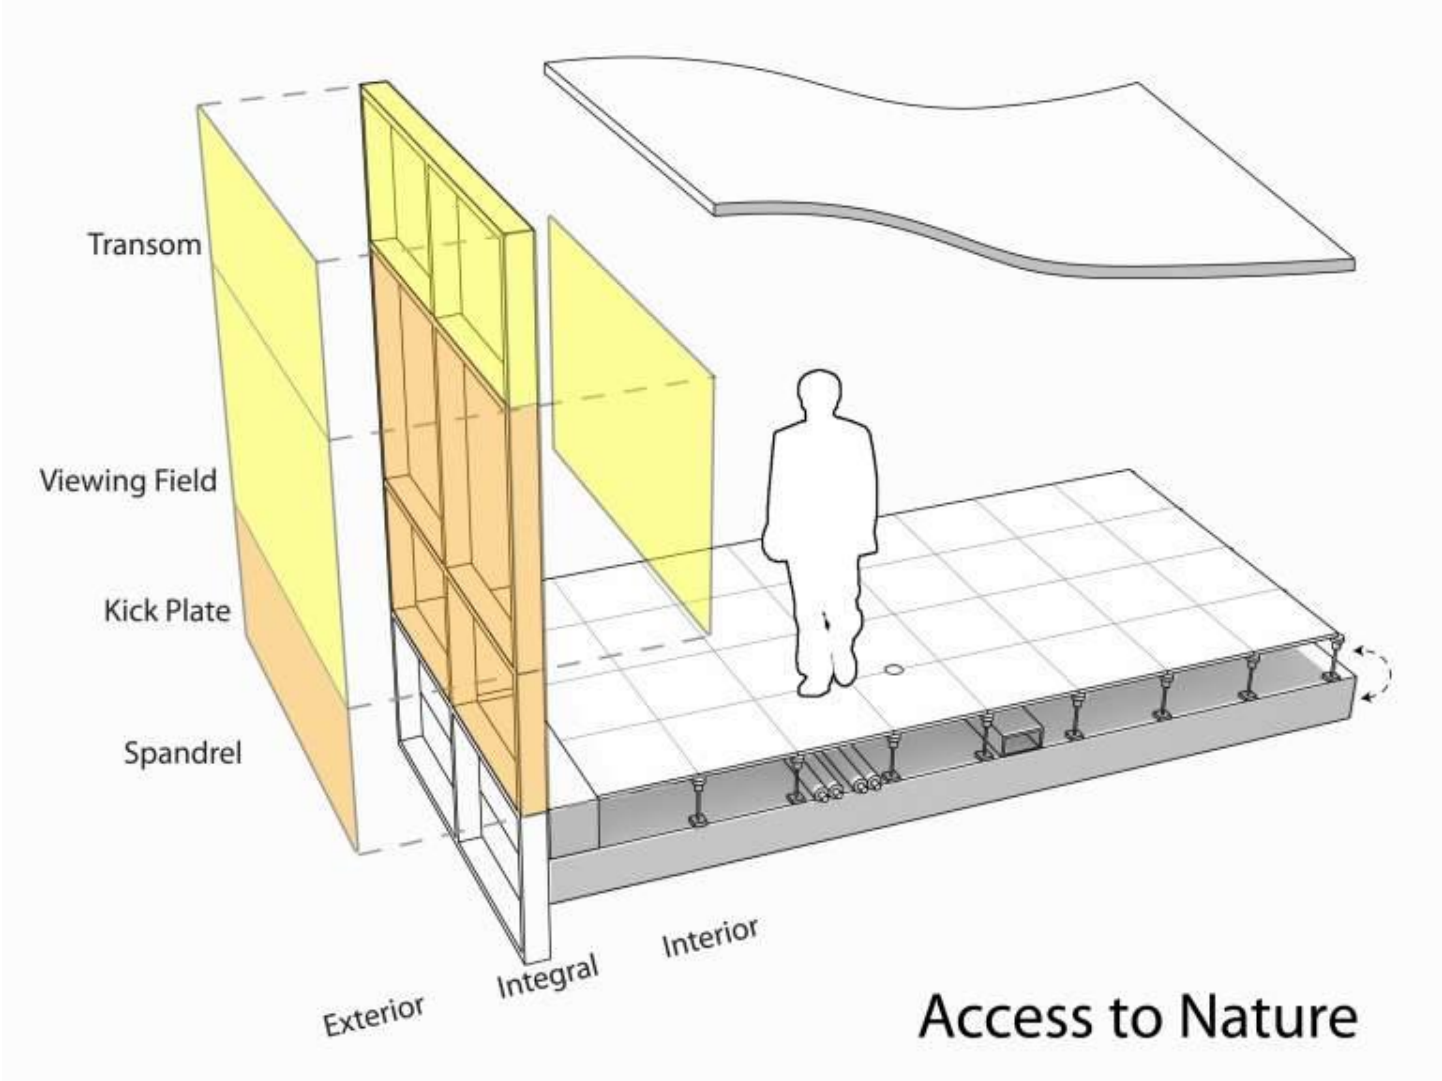 Transom
Viewing Field
Kick Plate
Spandrel
Exterior
Integral
Interior
Access to Nature